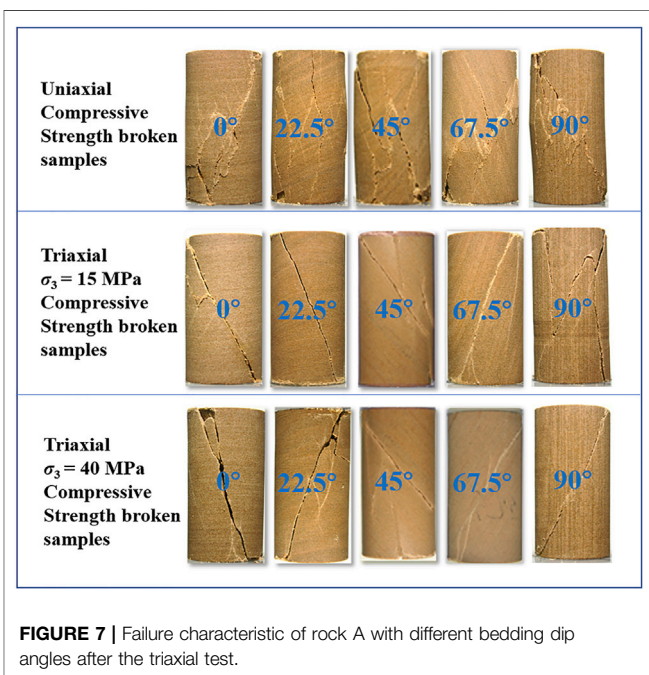 Uniaxial
Compressive
Strength broken
samples
0°
22.5°
45°
67.5°
90°
Triaxial
σ₃ = 15 MPa
Compressive
Strength broken
samples
0°
22.5°
45°
67.5°
90°
Triaxial
σ₃ = 40 MPa
Compressive
Strength broken
samples
0°
22.5°
45°
67.5°
90°
FIGURE 7 | Failure characteristic of rock A with different bedding dip
angles after the triaxial test.